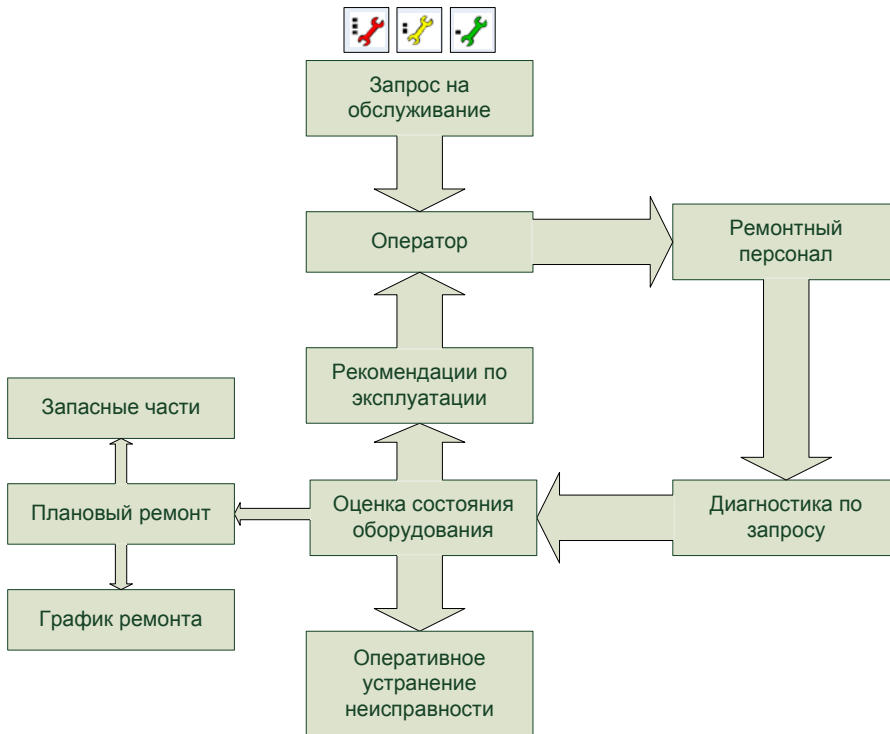 Запрос на
обслуживание
Оператор
Ремонтный
персонал
Рекомендации по
эксплуатации
Запасные части
Плановый ремонт
Оценка состояния
оборудования
Диагностика по
запросу
График ремонта
Оперативное
устранение
неисправности